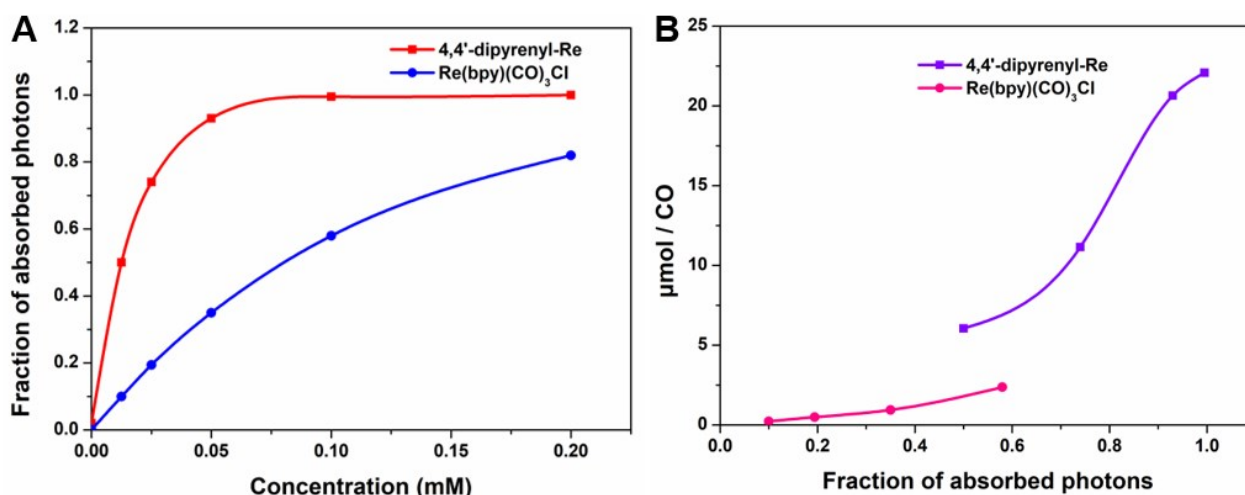 A
1.2
1.0
0.8
0.6
0.4
0.2
0.0
Fraction of absorbed photons
4,4'-dipyrenyl-Re
Re(bpy)(CO)₃Cl
0.00
0.05
0.10
0.15
0.20
Concentration (mM)
B
25
20
15
10
5
0
µmol / CO
4,4'-dipyrenyl-Re
Re(bpy)(CO)₃Cl
0.0
0.2
0.4
0.6
0.8
1.0
Fraction of absorbed photons